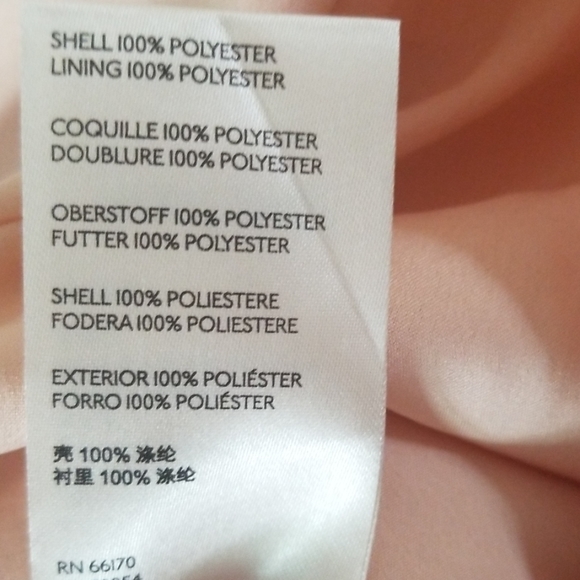 SHELL 100% POLYESTER
LINING 100% POLYESTER
COQUILLE 100% POLYESTER
DOUBLURE 100% POLYESTER
OBERSTOFF 100% POLYESTER
FUTTER 100% POLYESTER
SHELL 100% POLIESTERE
FODERA 100% POLIESTERE
EXTERIOR 100% POLIÉSTER
FORRO 100% POLIÉSTER
壳 100% 涤纶
衬里 100% 涤纶
RN 66170